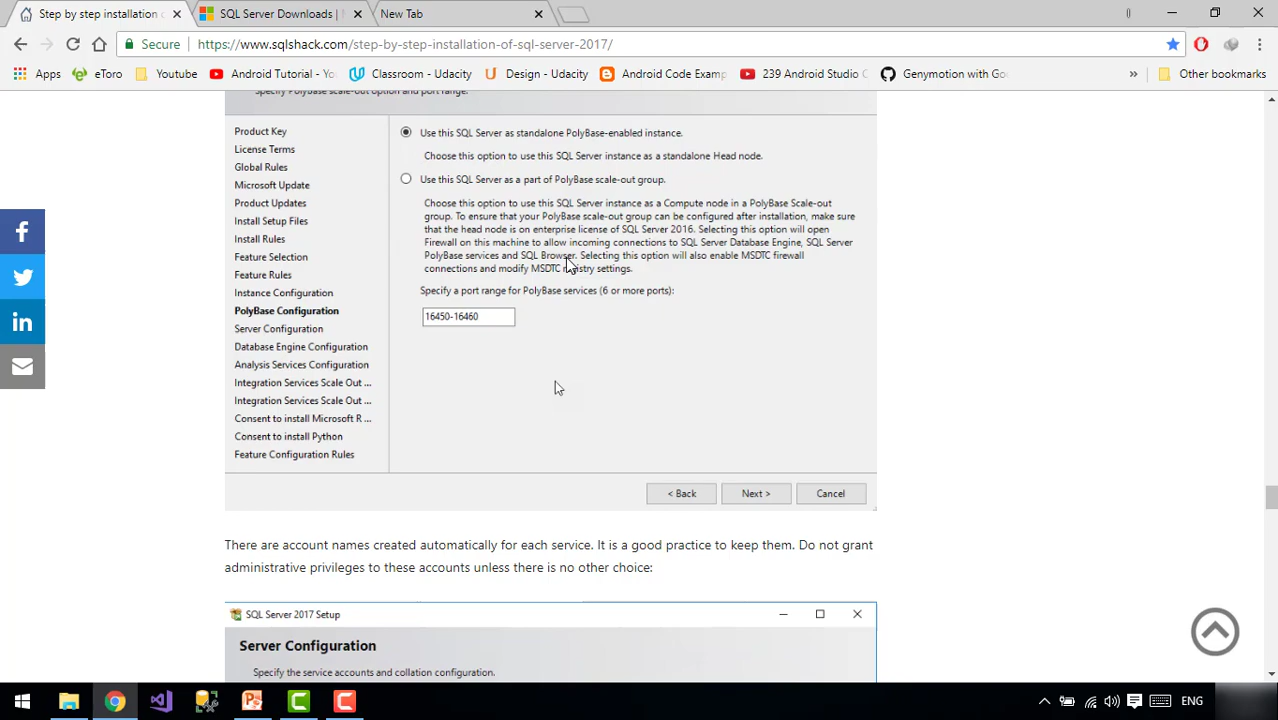 Step by step installation
SQL Server Downloads |
New Tab
Secure
https://www.sqlshack.com/step-by-step-installation-of-sql-server-2017/
Apps
eToro
Youtube
Android Tutorial - Yo
Classroom - Udacity
Design - Udacity
Android Code Examp
239 Android Studio
Genymotion with Go
»
Other bookmarks
Specify PolyBase scale-out option and port range.
Product Key
License Terms
Global Rules
Microsoft Update
Product Updates
Install Setup Files
Install Rules
Feature Selection
Feature Rules
Instance Configuration
PolyBase Configuration
Server Configuration
Database Engine Configuration
Analysis Services Configuration
Integration Services Scale Out ...
Integration Services Scale Out ...
Consent to install Microsoft R ...
Consent to install Python
Feature Configuration Rules
Use this SQL Server as standalone PolyBase-enabled instance.
Choose this option to use this SQL Server instance as a standalone Head node.
Use this SQL Server as a part of PolyBase scale-out group.
Choose this option to use this SQL Server instance as a Compute node in a PolyBase Scale-out
group. To ensure that your PolyBase scale-out group can be configured after installation, make sure
that the head node is on enterprise license of SQL Server 2016. Selecting this option will open
Firewall on this machine to allow incoming connections to SQL Server Database Engine, SQL Server
PolyBase services and SQL Browser. Selecting this option will also enable MSDTC firewall
connections and modify MSDTC registry settings.
Specify a port range for PolyBase services (6 or more ports):
16450-16460
< Back
Next >
Cancel
There are account names created automatically for each service. It is a good practice to keep them. Do not grant
administrative privileges to these accounts unless there is no other choice:
SQL Server 2017 Setup
Server Configuration
Specify the service accounts and collation configuration.
ENG